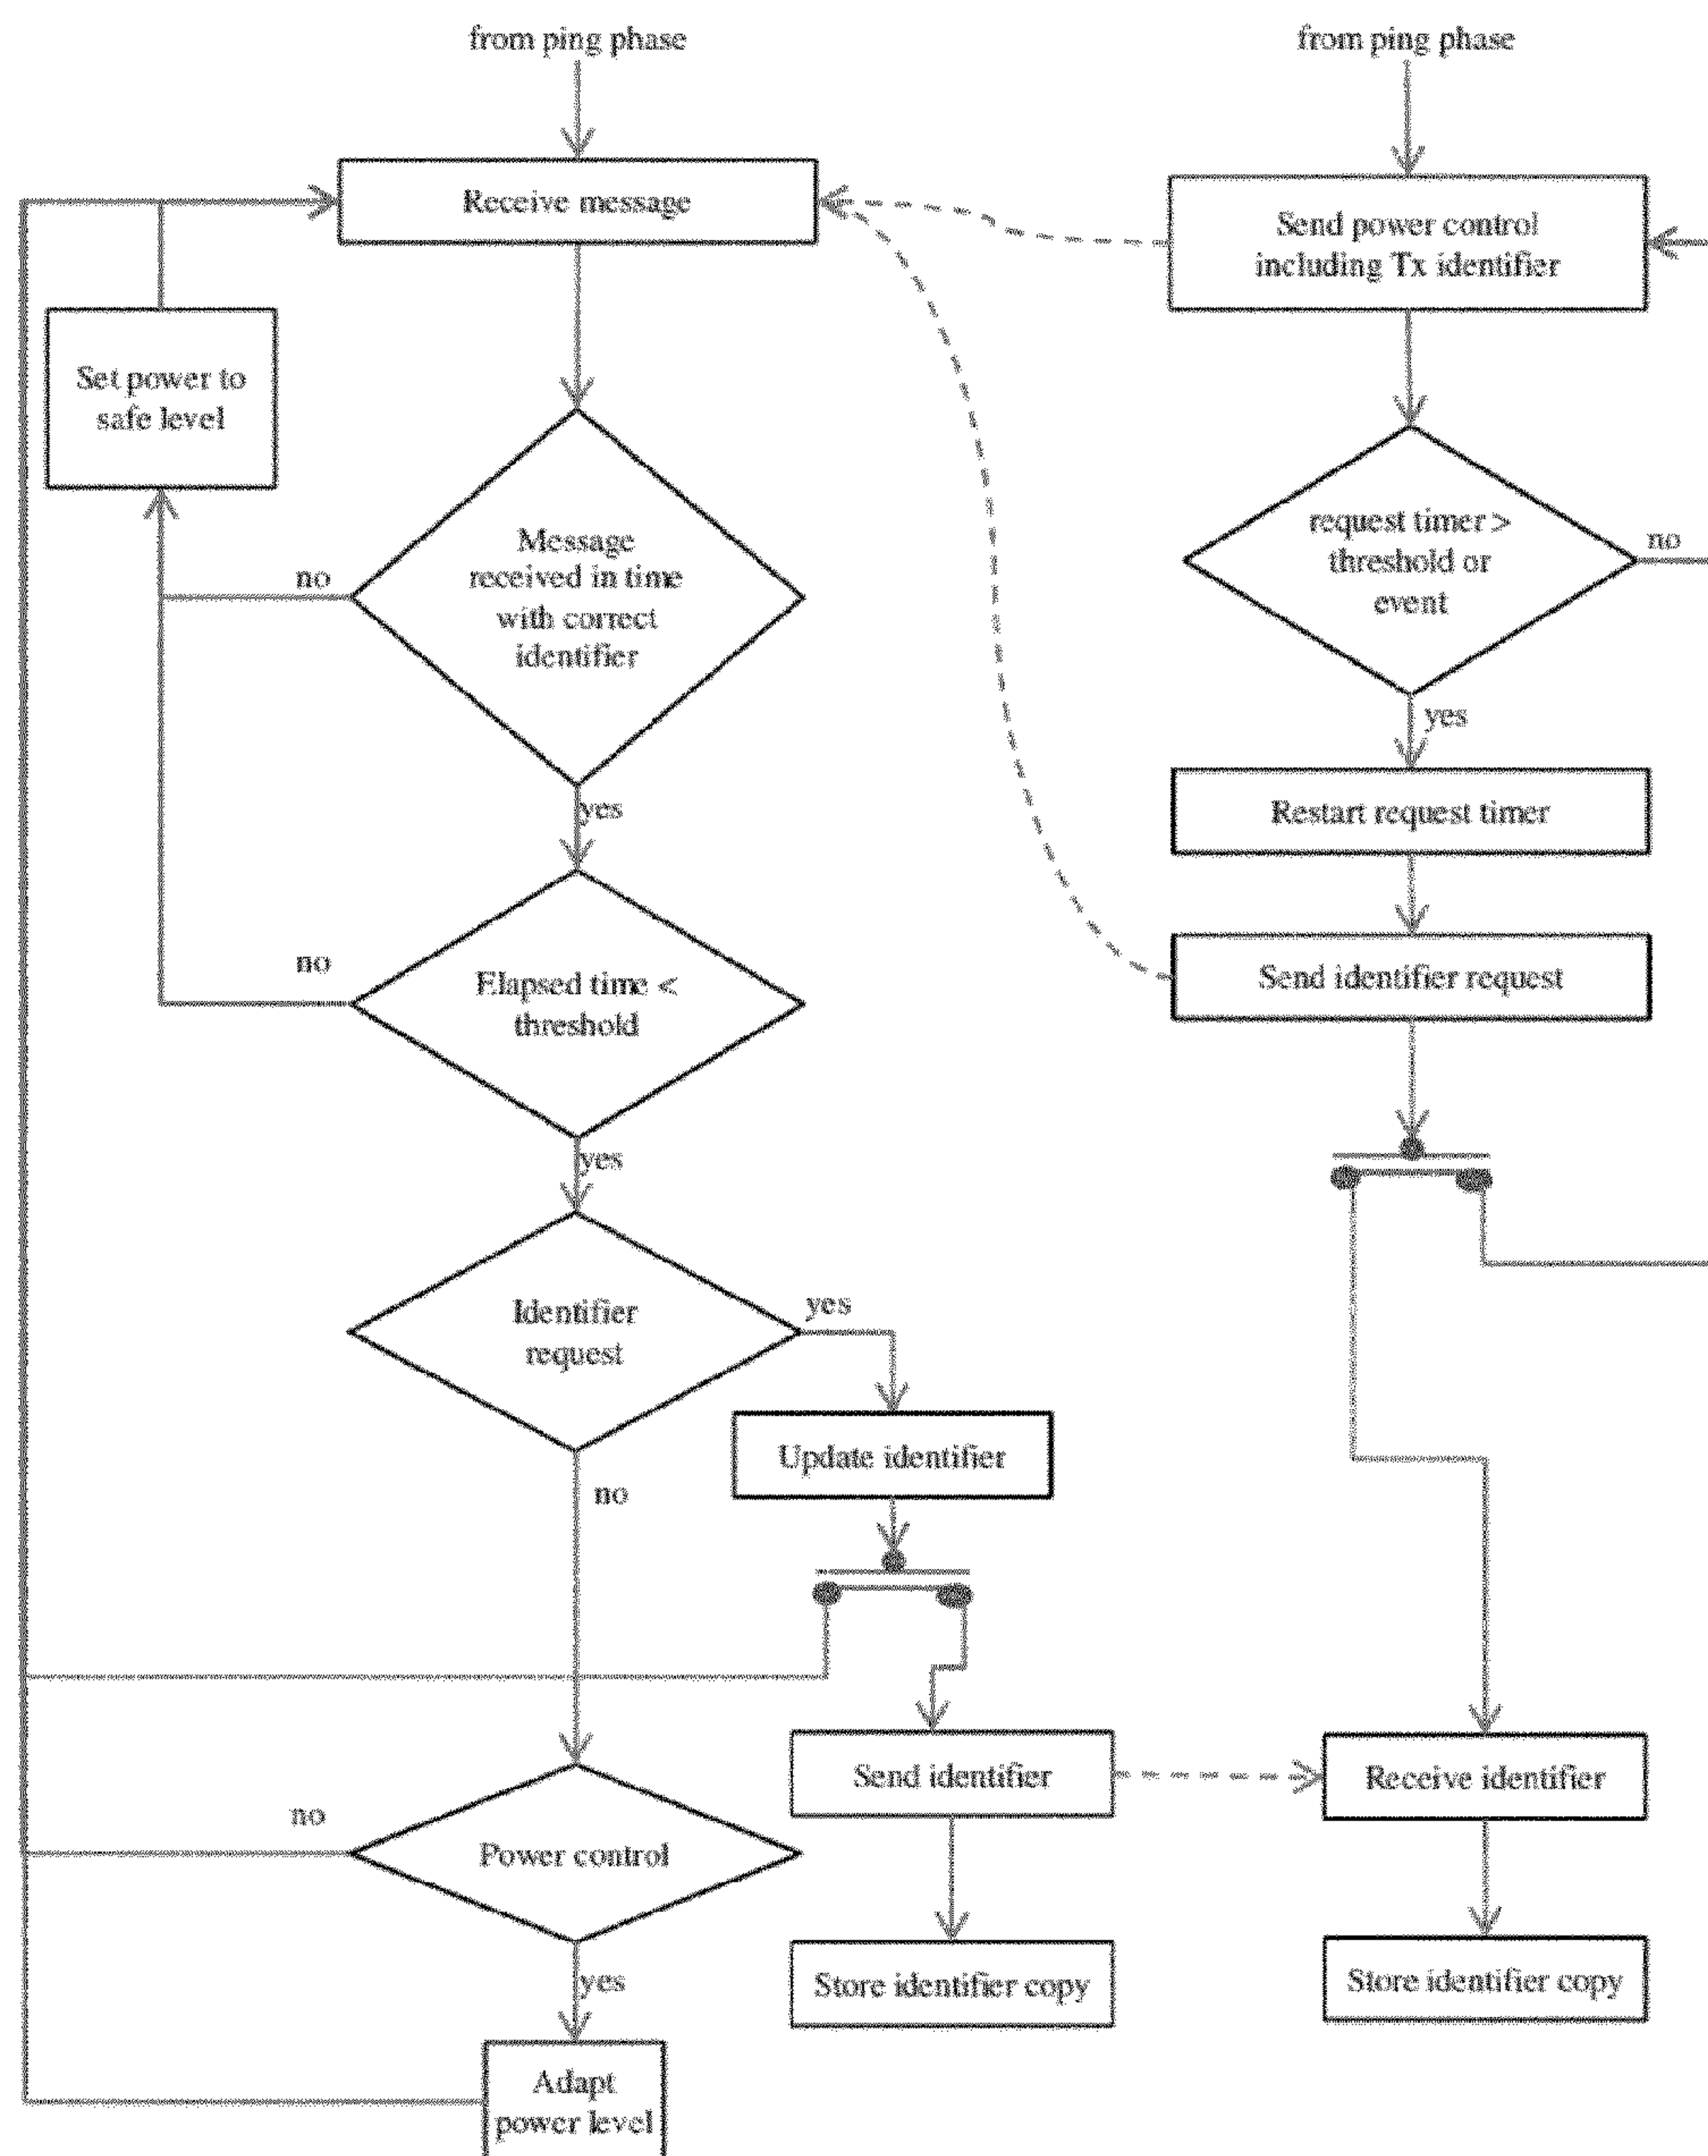 from ping phase
Receive message
Set power to
safe level
Message
received in time
with correct
identifier
no
yes
Elapsed time <
threshold
no
yes
Identifier
request
yes
no
Update identifier
Send identifier
Store identifier copy
Power control
no
yes
Adapt
power level
from ping phase
Send power control
including Tx identifier
request timer >
threshold or
event
no
yes
Restart request timer
Send identifier request
Receive identifier
Store identifier copy